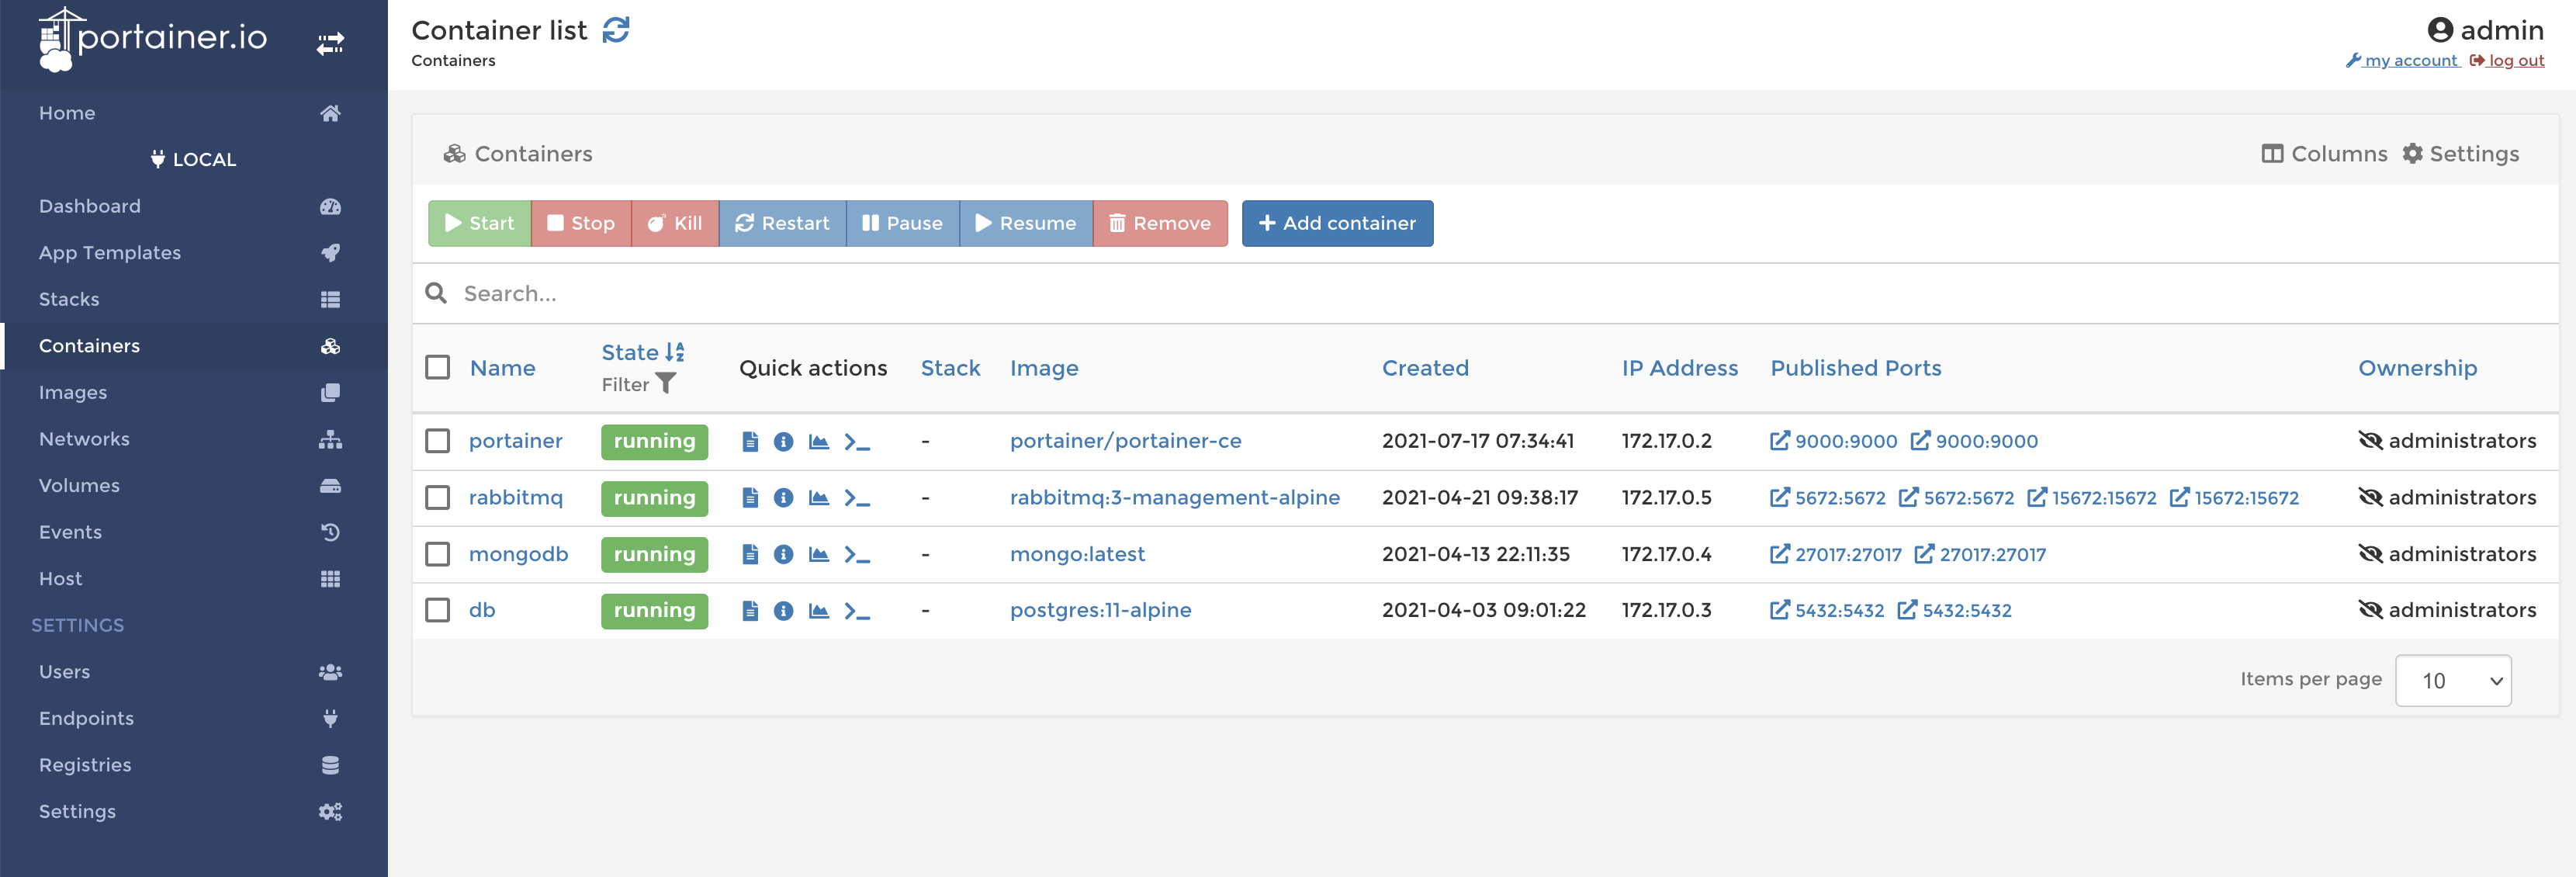 portainer.io
Home
LOCAL
Dashboard
App Templates
Stacks
Containers
Images
Networks
Volumes
Events
Host
SETTINGS
Users
Endpoints
Registries
Settings
Container list
Containers
admin
my account log out
Containers
Columns Settings
Start Stop Kill Restart Pause Resume Remove Add container
Search...
Name State Filter Quick actions Stack Image Created IP Address Published Ports Ownership
portainer running - portainer/portainer-ce 2021-07-17 07:34:41 172.17.0.2 9000:9000 9000:9000 administrators
rabbitmq running - rabbitmq:3-management-alpine 2021-04-21 09:38:17 172.17.0.5 5672:5672 5672:5672 15672:15672 15672:15672 administrators
mongodb running - mongo:latest 2021-04-13 22:11:35 172.17.0.4 27017:27017 27017:27017 administrators
db running - postgres:11-alpine 2021-04-03 09:01:22 172.17.0.3 5432:5432 5432:5432 administrators
Items per page 10